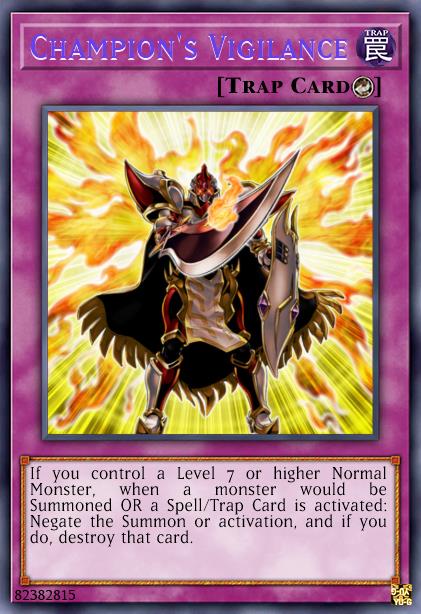 Champion's Vigilance
TRAP
罠
[Trap Card]
If you control a Level 7 or higher Normal
Monster, when a monster would be
Summoned OR a Spell/Trap Card is activated:
Negate the Summon or activation, and if you
do, destroy that card.
82382815